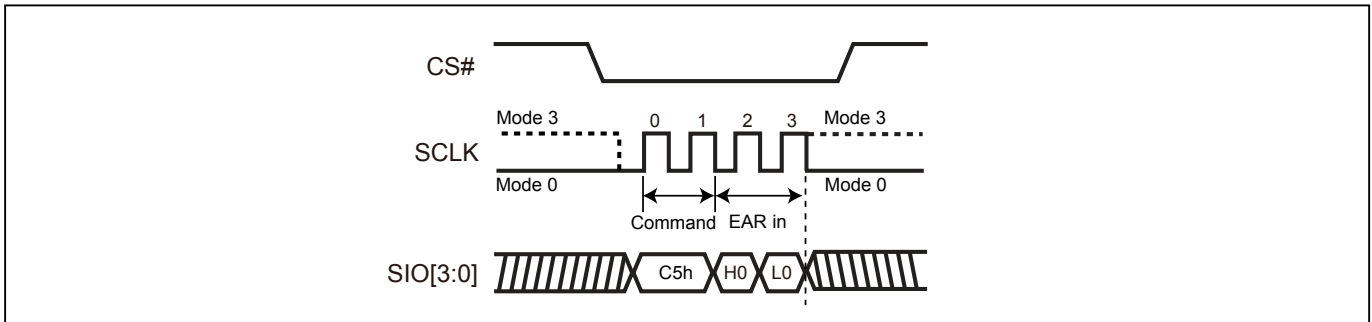 CS#
Mode 3 0 1 2 3 Mode 3
SCLK
Mode 0 Mode 0
Command EAR in
SIO[3:0] C5h H0 L0